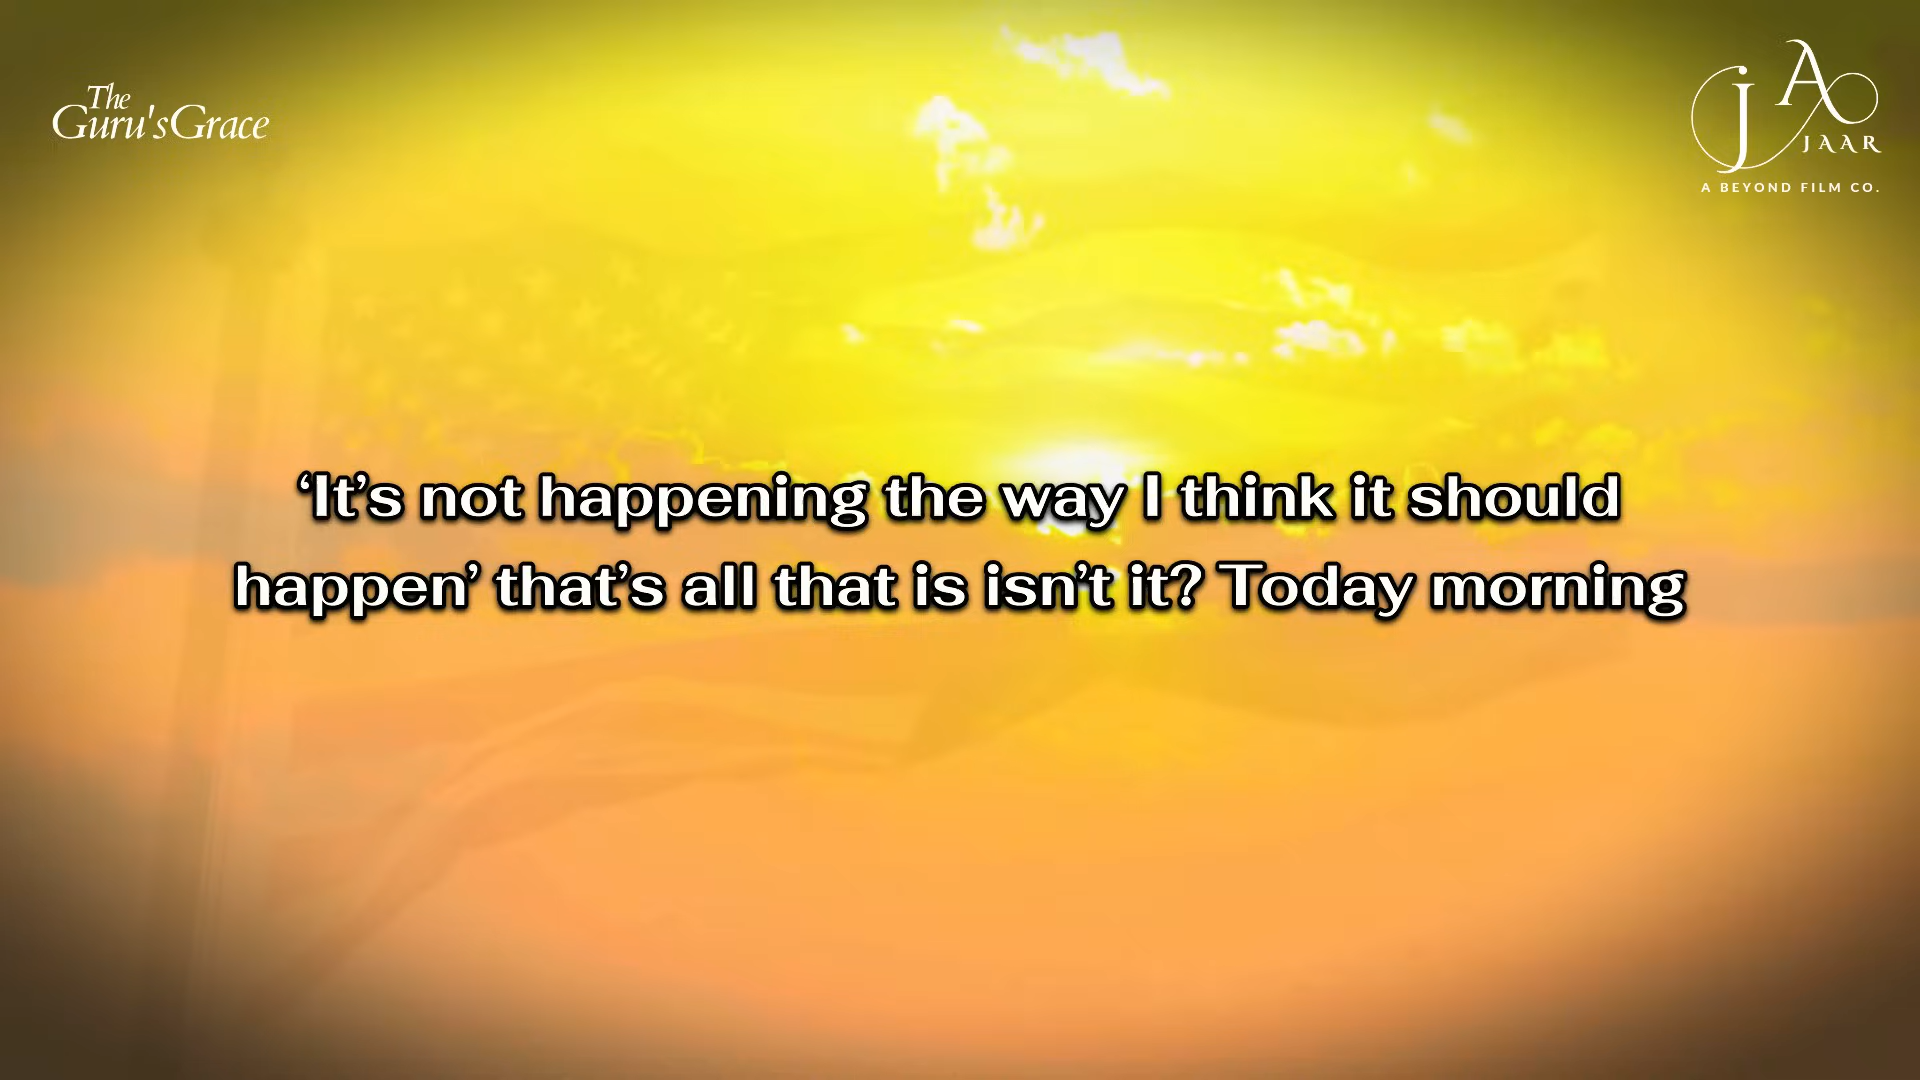 The
Guru'sGrace
JA
JAAR
A BEYOND FILM CO.
‘It’s not happening the way I think it should
happen’ that’s all that is isn’t it? Today morning